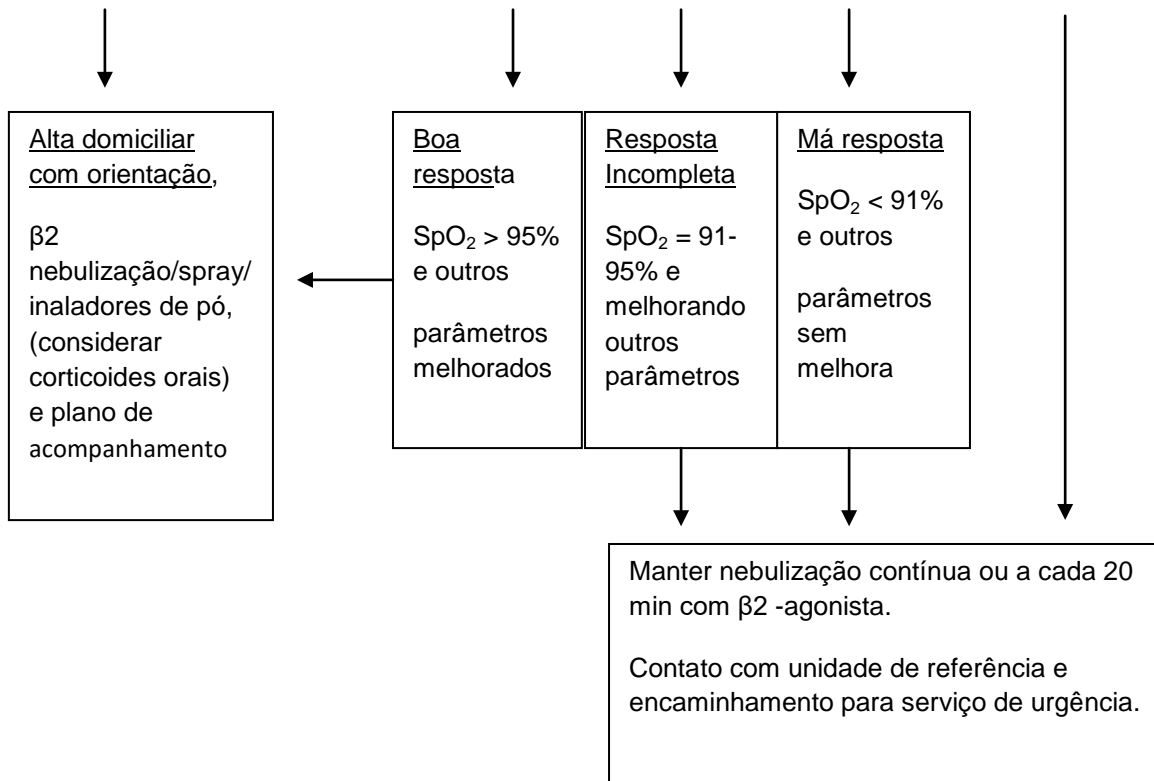 Alta domiciliar
com orientação,
β2
nebulização/spray/
inaladores de pó,
(considerar
corticoides orais)
e plano de
acompanhamento
Boa
resposta
SpO₂ > 95%
e outros
parâmetros
melhorados
Resposta
Incompleta
SpO₂ = 91-
95% e
melhorando
outros
parâmetros
Má resposta
SpO₂ < 91%
e outros
parâmetros
sem
melhora
Manter nebulização contínua ou a cada 20
min com β2 -agonista.
Contato com unidade de referência e
encaminhamento para serviço de urgência.